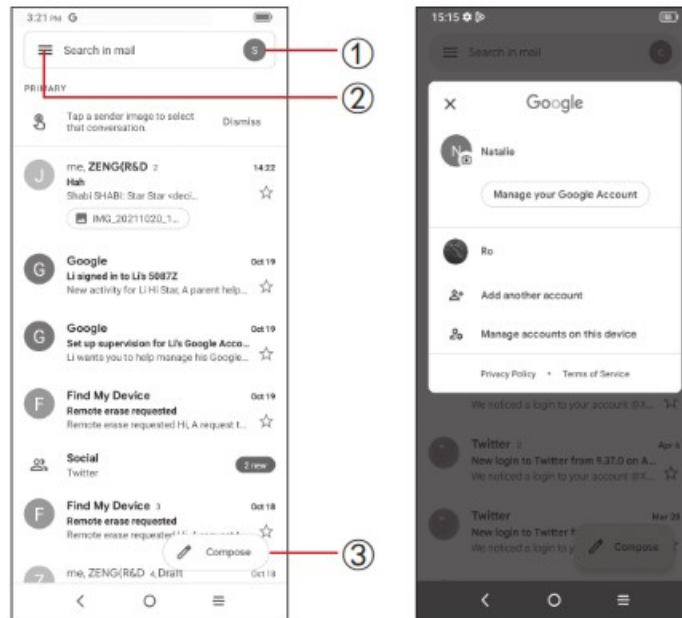 3:21 PM G
Search in mail
S
①
②
PRIMARY
Tap a sender image to select
that conversation.
Dismiss
J
me, ZENG(R&D 2
14:22
Hah
Shabi SHABI: Star Star <deci...
IMG_20211020_1...
G
Google
Oct 19
Li signed in to Li's 5087Z
New activity for Li Hi Star, A parent help...
G
Google
Oct 19
Set up supervision for Li's Google Acco...
Li wants you to help manage his Google...
F
Find My Device
Oct 19
Remote erase requested
Remote erase requested Hi, A request t...
Social
2 new
Twitter
F
Find My Device 3
Oct 18
Remote erase requested
Remote erase requested
Compose
③
Z
me, ZENG(R&D 4, Draft
Oct 18
15:15
Search in mail
Google
N
Natalie
Manage your Google Account
Ro
Add another account
Manage accounts on this device
Privacy Policy • Terms of Service
We noticed a login to your account @X...
Twitter 2
Apr 6
New login to Twitter from 9.37.0 on A...
We noticed a login to your account @X...
Twitter
Mar 29
New login to Twitter f
We noticed a login to y
Compose